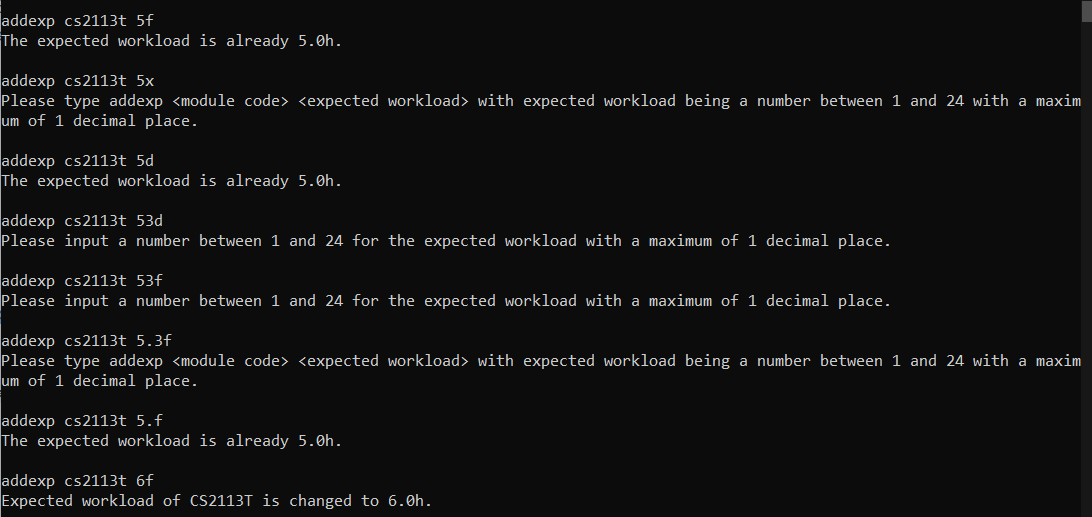 addexp cs2113t 5f
The expected workload is already 5.0h.
addexp cs2113t 5x
Please type addexp <module code> <expected workload> with expected workload being a number between 1 and 24 with a maxim
um of 1 decimal place.
addexp cs2113t 5d
The expected workload is already 5.0h.
addexp cs2113t 53d
Please input a number between 1 and 24 for the expected workload with a maximum of 1 decimal place.
addexp cs2113t 53f
Please input a number between 1 and 24 for the expected workload with a maximum of 1 decimal place.
addexp cs2113t 5.3f
Please type addexp <module code> <expected workload> with expected workload being a number between 1 and 24 with a maxim
um of 1 decimal place.
addexp cs2113t 5.f
The expected workload is already 5.0h.
addexp cs2113t 6f
Expected workload of CS2113T is changed to 6.0h.